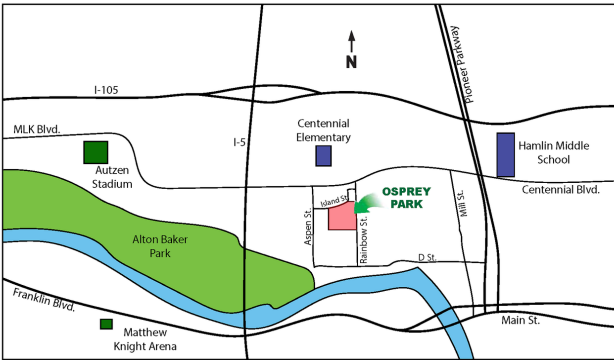 I-105
N
Pioneer Parkway
MLK Blvd.
I-5
Centennial
Elementary
Hamlin Middle
School
Autzen
Stadium
Centennial Blvd.
OSPREY
PARK
Island St.
Aspen St.
Rainbow St.
Mill St.
Alton Baker
Park
D St.
Franklin Blvd.
Main St.
Matthew
Knight Arena